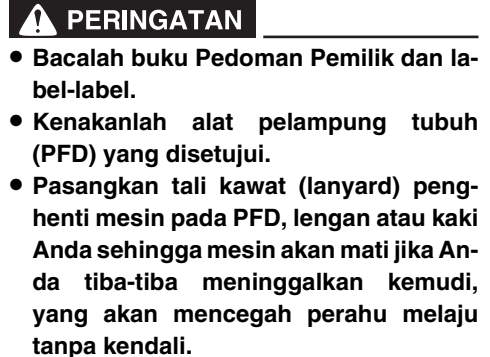 PERINGATAN
● Bacalah buku Pedoman Pemilik dan la-
bel-label.
● Kenakanlah alat pelampung tubuh
(PFD) yang disetujui.
● Pasangkan tali kawat (lanyard) peng-
henti mesin pada PFD, lengan atau kaki
Anda sehingga mesin akan mati jika An-
da tiba-tiba meninggalkan kemudi,
yang akan mencegah perahu melaju
tanpa kendali.